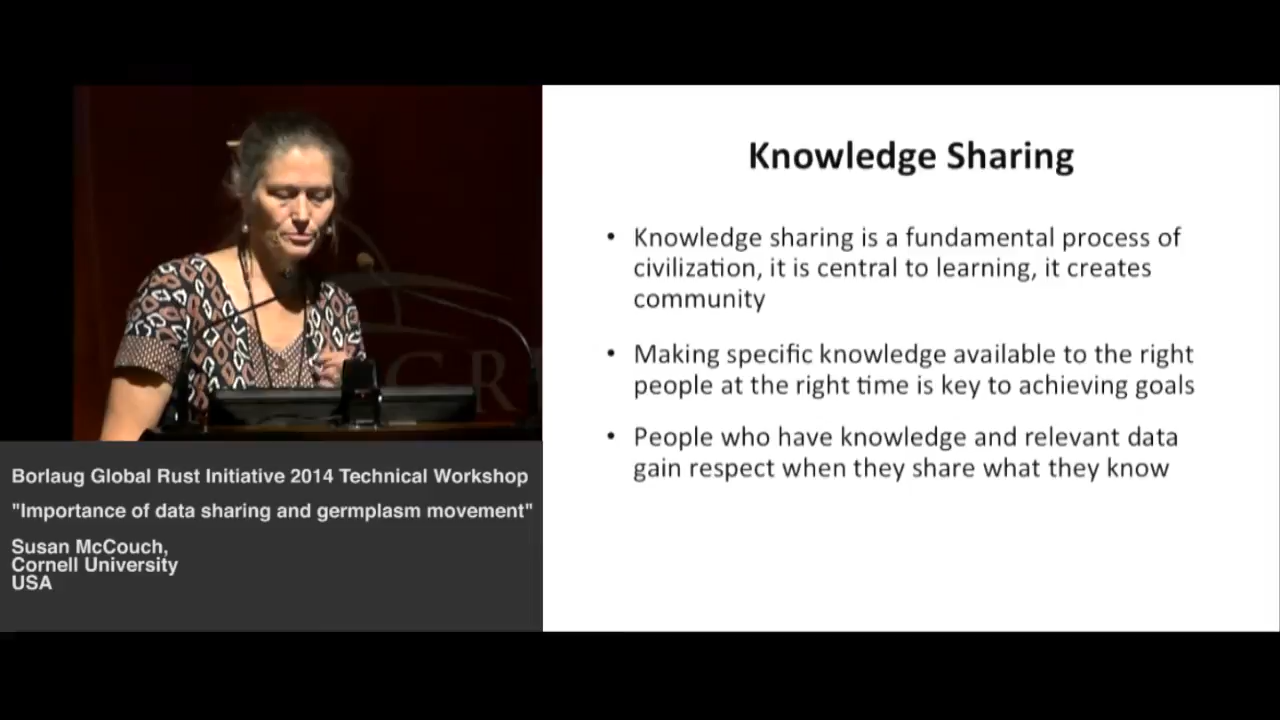 Knowledge Sharing
• Knowledge sharing is a fundamental process of
civilization, it is central to learning, it creates
community
• Making specific knowledge available to the right
people at the right time is key to achieving goals
• People who have knowledge and relevant data
gain respect when they share what they know
Borlaug Global Rust Initiative 2014 Technical Workshop
"Importance of data sharing and germplasm movement"
Susan McCouch,
Cornell University
USA